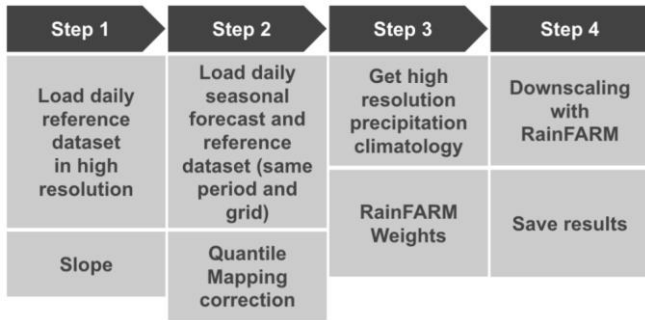 Step 1
Step 2
Step 3
Step 4
Load daily
reference
dataset
in high
resolution
Slope
Load daily
seasonal
forecast and
reference
dataset (same
period and
grid)
Quantile
Mapping
correction
Get high
resolution
precipitation
climatology
RainFARM
Weights
Downscaling
with
RainFARM
Save results